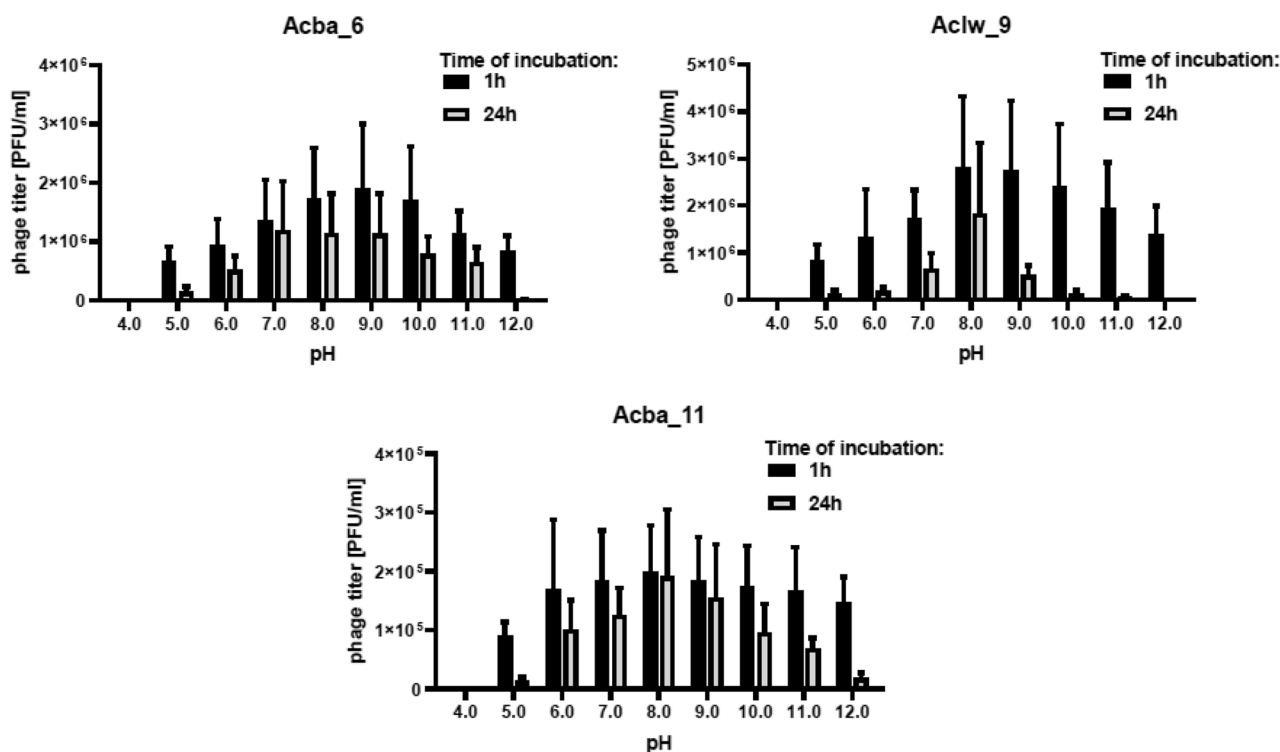 Acba_6
Time of incubation:
1h
24h
phage titer [PFU/ml]
4×10⁶
3×10⁶
2×10⁶
1×10⁶
0
4.0 5.0 6.0 7.0 8.0 9.0 10.0 11.0 12.0
pH
Aclw_9
Time of incubation:
1h
24h
phage titer [PFU/ml]
5×10⁶
4×10⁶
3×10⁶
2×10⁶
1×10⁶
0
4.0 5.0 6.0 7.0 8.0 9.0 10.0 11.0 12.0
pH
Acba_11
Time of incubation:
1h
24h
phage titer [PFU/ml]
4×10⁵
3×10⁵
2×10⁵
1×10⁵
0
4.0 5.0 6.0 7.0 8.0 9.0 10.0 11.0 12.0
pH